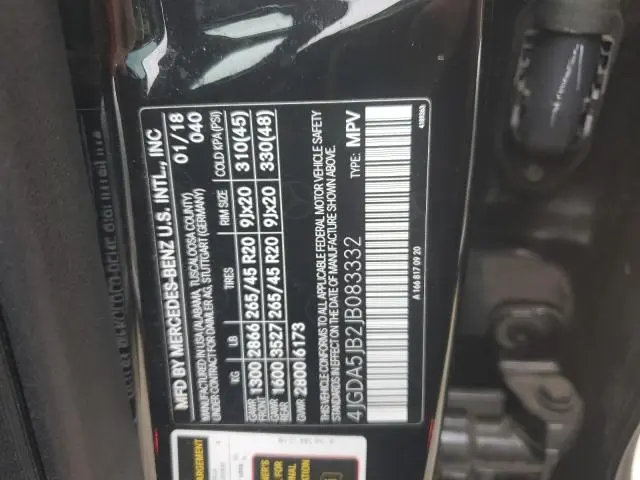 MFD BY MERCEDES-BENZ U.S. INTL., INC 01/18
MANUFACTURED IN USA (ALABAMA, TUSCALOOSA COUNTY) 040
UNDER CONTRACT FOR DAIMLER AG, STUTTGART (GERMANY)
KG LB TIRES RIM SIZE COLD KPA (PSI)
GAWR FRONT 1300 2866 265/45 R20 9Jx20 310(45)
GAWR REAR 1600 3527 265/45 R20 9Jx20 330(48)
GVWR 2800 6173
THIS VEHICLE CONFORMS TO ALL APPLICABLE FEDERAL MOTOR VEHICLE SAFETY
STANDARDS IN EFFECT ON THE DATE OF MANUFACTURE SHOWN ABOVE.
4JGDA5JB2JB083332 TYPE: MPV
A 166 817 09 20